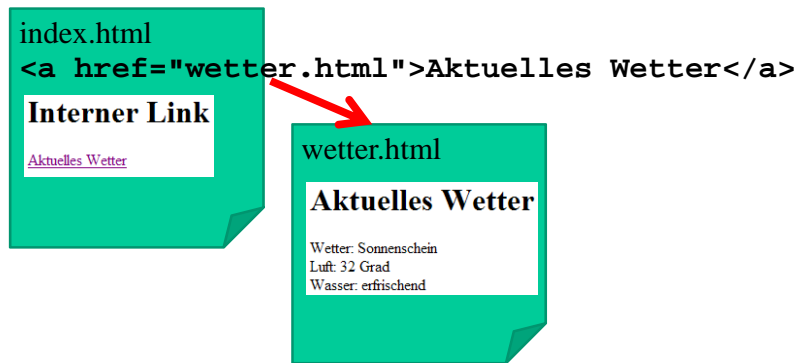 index.html
<a href="wetter.html">Aktuelles Wetter</a>
Interner Link
Aktuelles Wetter
wetter.html
Aktuelles Wetter
Wetter: Sonnenschein
Luft: 32 Grad
Wasser: erfrischend